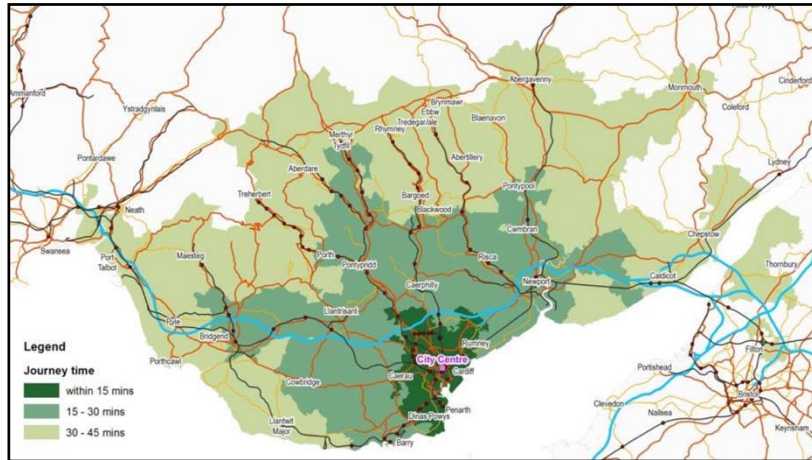 Ammanford
Ystradgynlais
Pontardawe
Neath
Swansea
Port
Talbot
Maesteg
Treherbert
Aberdare
Merthyr
Tydfil
Rhymney
Tredegar/ale
Ebbw
Brynmawr
Blaenavon
Abergavenny
Monmouth
Coleford
Cinderford
Lydney
Abertillery
Bargoed
Blackwood
Pontypool
Cwmbran
Chepstow
Thornbury
Porth
Pontypridd
Risca
Newport
Caldicot
Caerphilly
Llantrisant
Pyle
Bridgend
Porthcawl
Rumney
City Centre
Cardiff
Caerau
Cowbridge
Penarth
Dinas Powys
Llantwit
Major
Barry
Filton
Portishead
Bristol
Clevedon
Nailsea
Keynsham
Legend
Journey time
within 15 mins
15 - 30 mins
30 - 45 mins